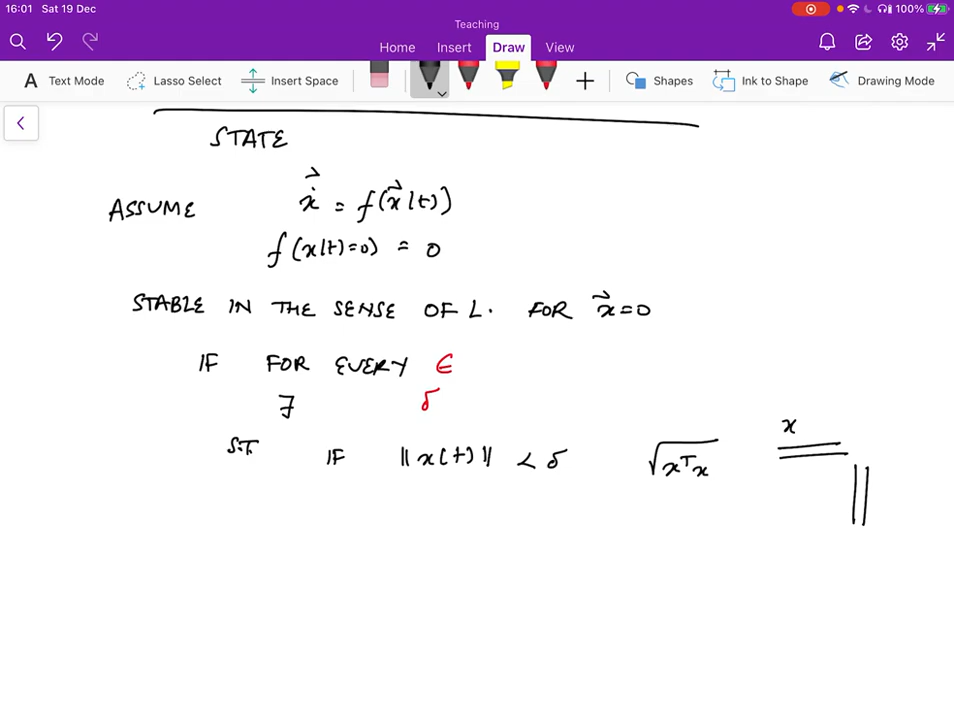 16:01 Sat 19 Dec
100%
Teaching
Home Insert Draw View
A Text Mode Lasso Select Insert Space Shapes Ink to Shape Drawing Mode
STATE
ASSUME ẋ⃗ = f(x⃗(t))
f(x(t)=0) = 0
STABLE IN THE SENSE OF L. FOR x⃗=0
IF FOR EVERY ∈
∃ δ
S.T. IF ||x(t)|| < δ √xᵀx x
||